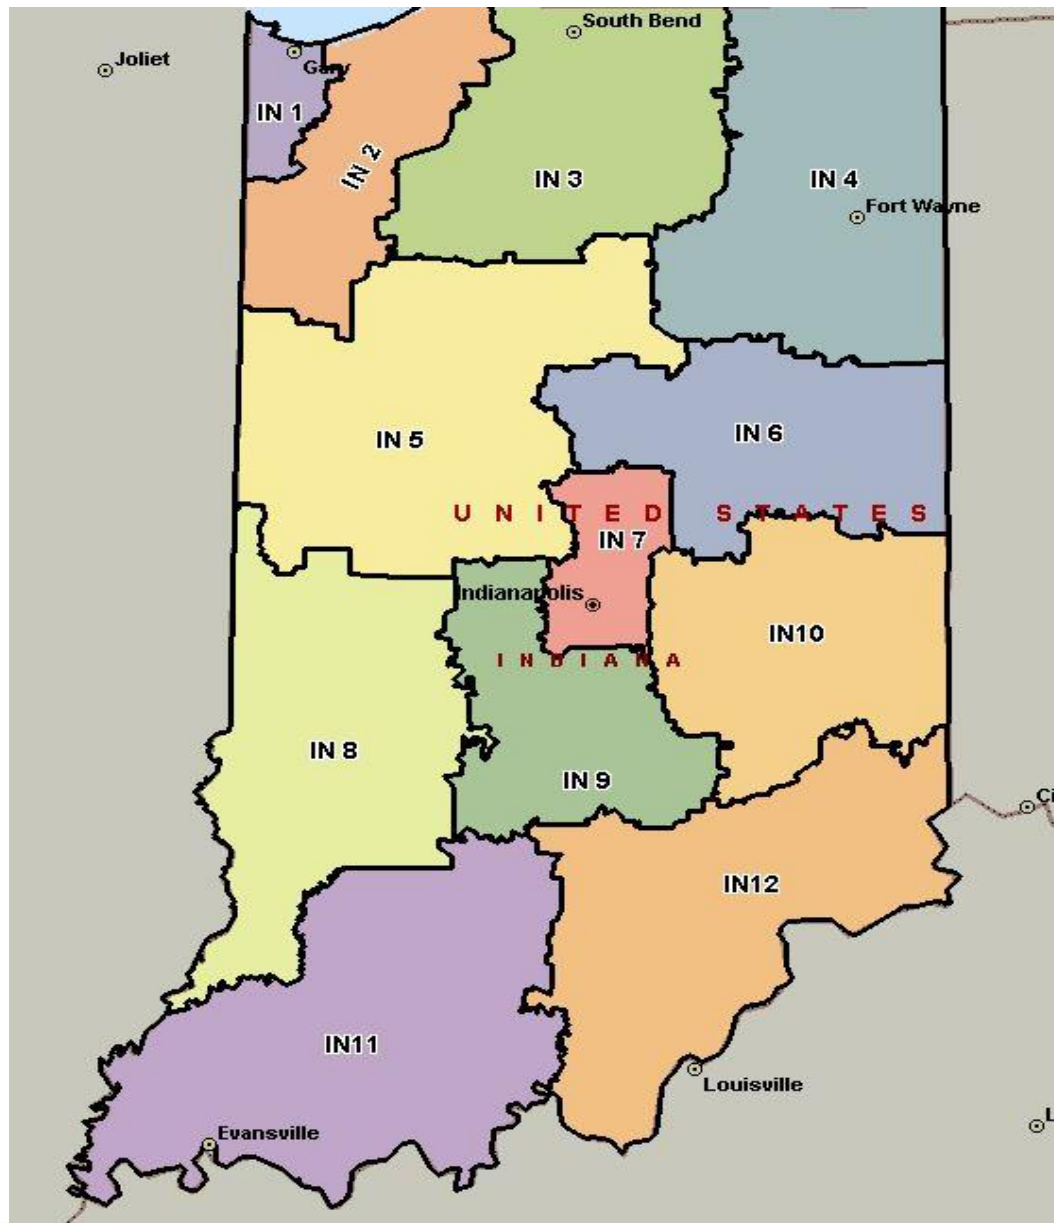 South Bend
Joliet
Gary
IN 1
IN 2
IN 3
IN 4
Fort Wayne
IN 5
IN 6
UNITED STATES
IN 7
Indianapolis
IN10
INDIANA
IN 8
IN 9
Ci
IN12
IN11
Louisville
L
Evansville